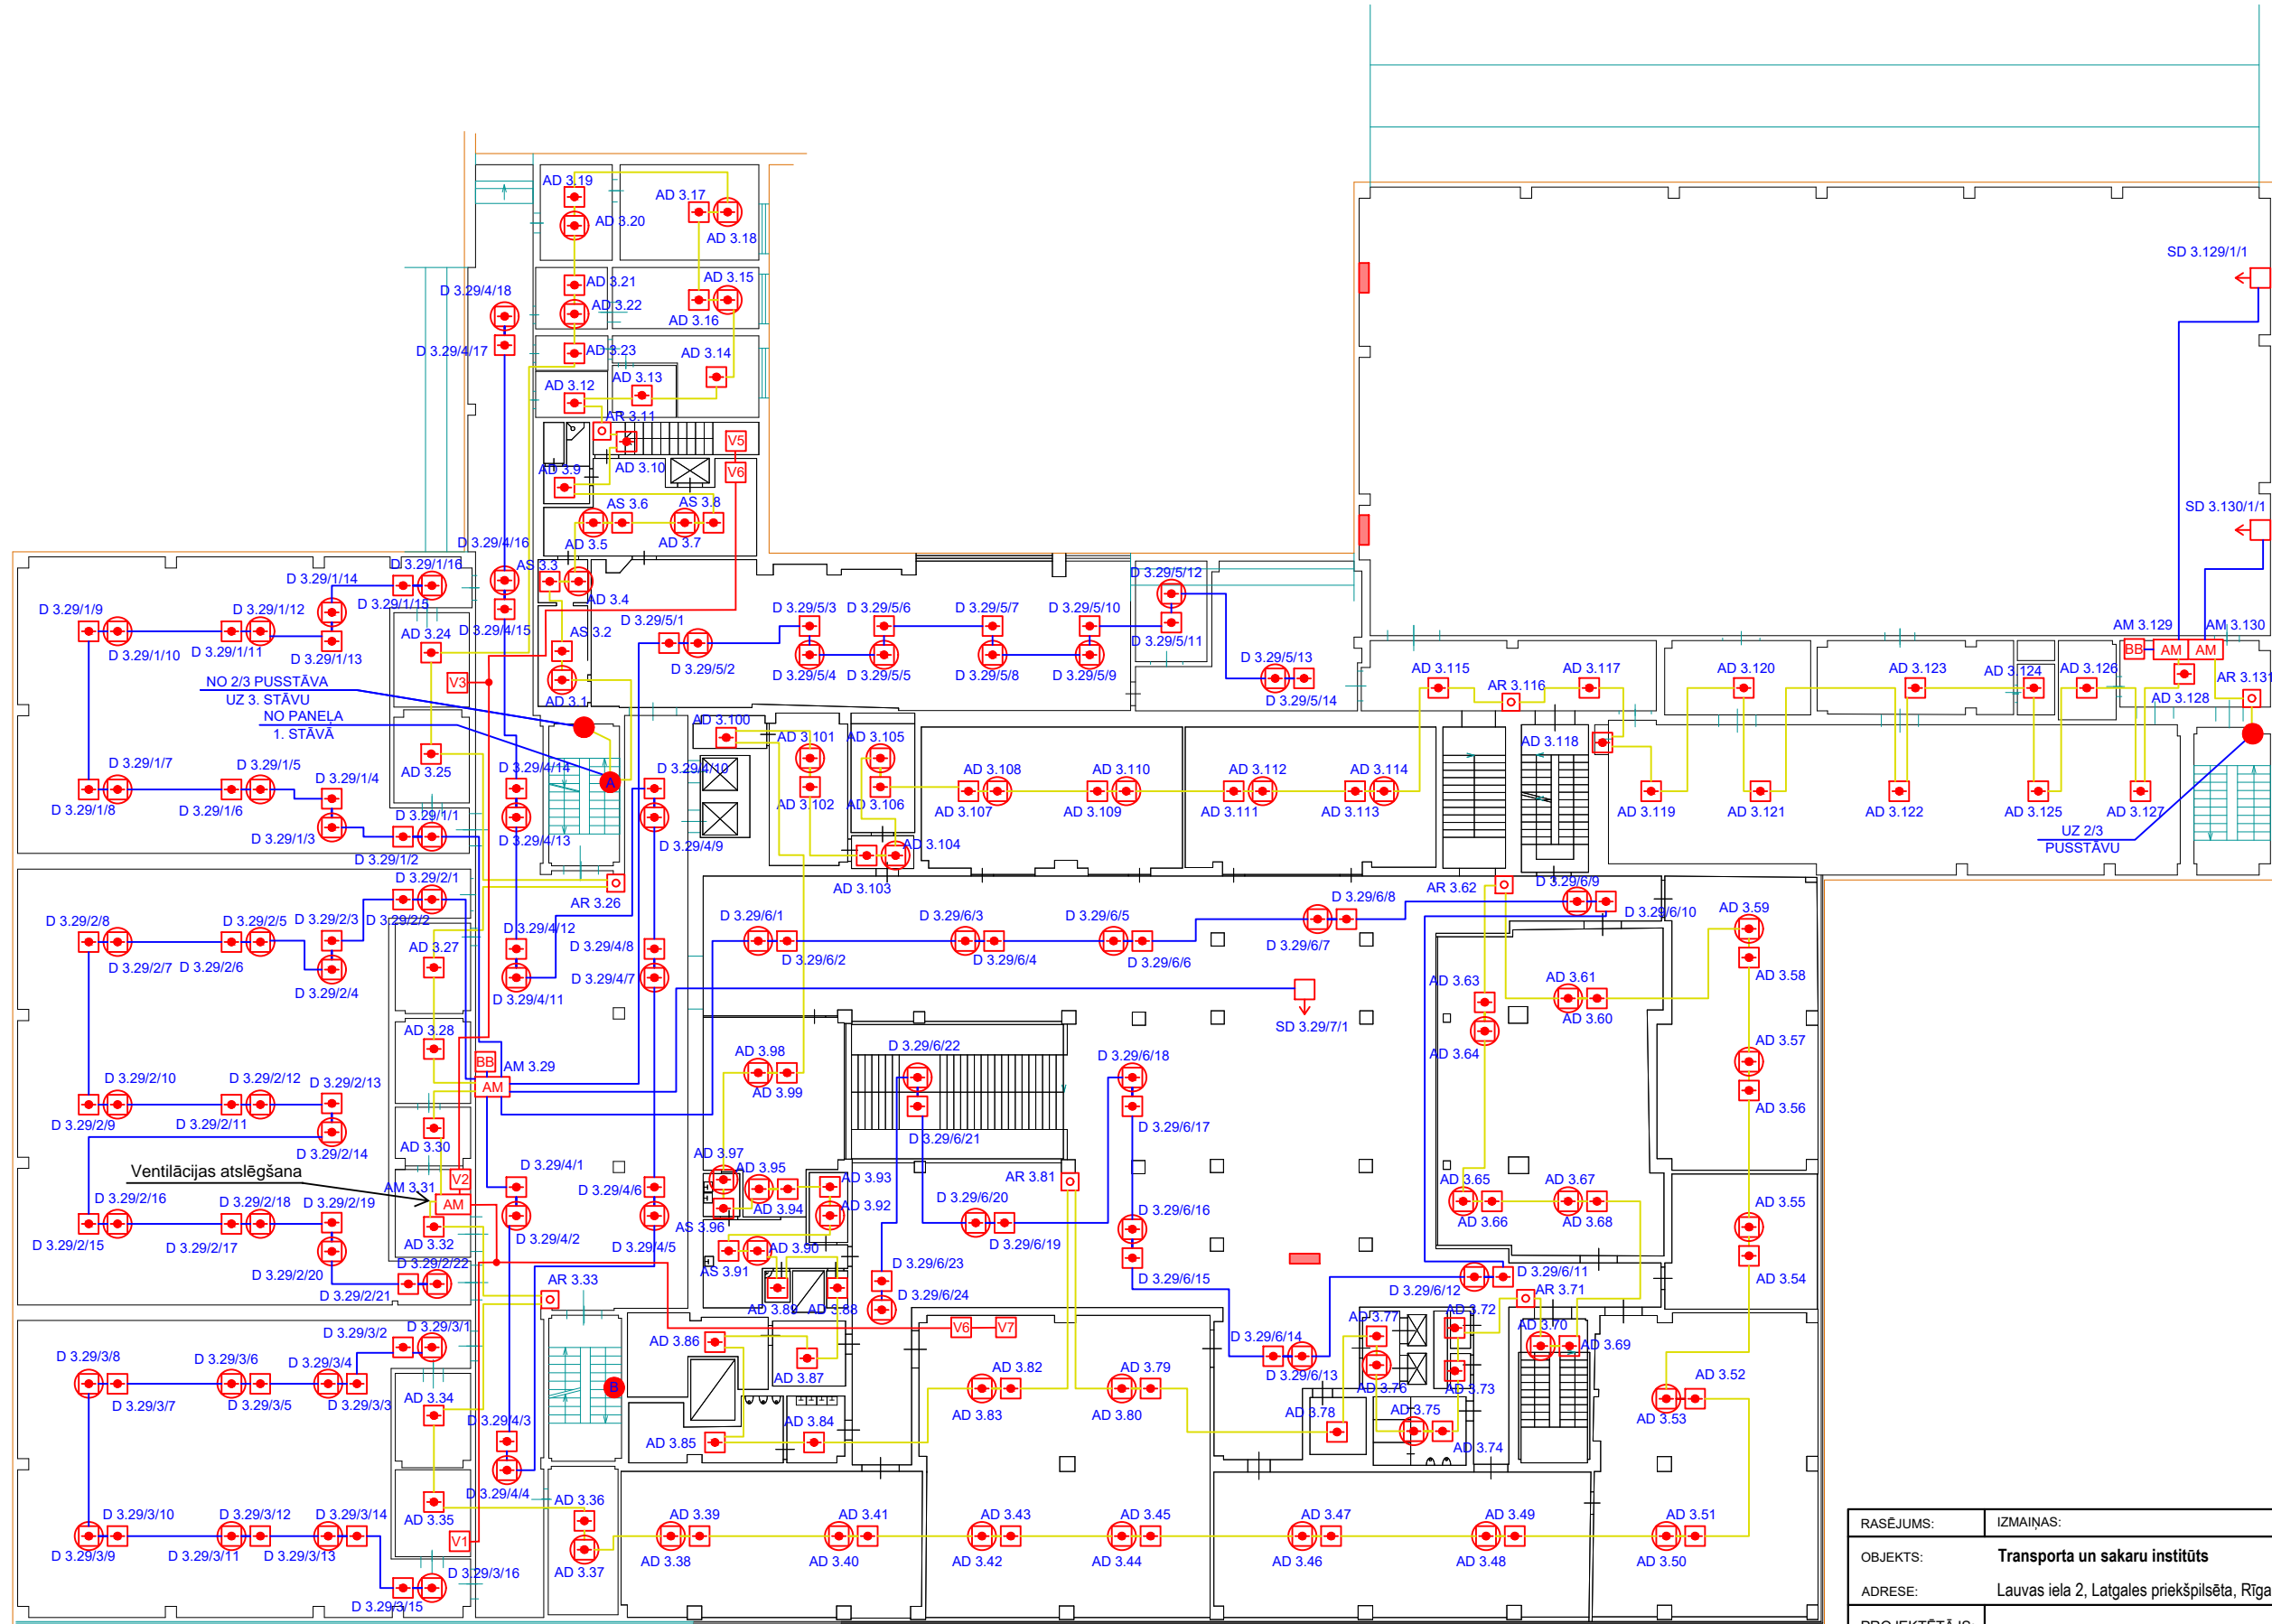 AD 3.19
AD 3.17
AD 3.20
AD 3.18
SD 3.129/1/1
AD 3.21
AD 3.15
D 3.29/4/18
AD 3.22
AD 3.16
D 3.29/4/17
AD 3.23
AD 3.14
AD 3.12
AD 3.13
AR 3.11
V5
AD 3.9
AD 3.10
V6
AS 3.6
AS 3.8
SD 3.130/1/1
D 3.29/4/16
AD 3.5
AD 3.7
D 3.29/1/14
D 3.29/1/16
AS 3.3
D 3.29/5/12
D 3.29/1/9
D 3.29/1/12
D 3.29/1/15
AD 3.4
D 3.29/5/1
D 3.29/5/3
D 3.29/5/6
D 3.29/5/7
D 3.29/5/10
AD 3.24
D 3.29/4/15
AS 3.2
AM 3.129
AM 3.130
D 3.29/1/10
D 3.29/1/11
D 3.29/1/13
D 3.29/5/11
BB
AM
AM
D 3.29/5/13
D 3.29/5/2
D 3.29/5/4
D 3.29/5/5
D 3.29/5/8
D 3.29/5/9
AD 3.115
AD 3.117
AD 3.120
AD 3.123
AD 3.124
AD 3.126
AR 3.131
NO 2/3 PUSSTĀVA
UZ 3. STĀVU
V3
AD 3.1
D 3.29/5/14
AR 3.116
AD 3.128
NO PANEĻA
1. STĀVĀ
AD 3.100
AD 3.101
AD 3.105
AD 3.118
D 3.29/1/7
D 3.29/1/5
D 3.29/1/4
AD 3.25
D 3.29/4/14
A
D 3.29/4/10
AD 3.108
AD 3.110
AD 3.112
AD 3.114
D 3.29/1/8
D 3.29/1/6
AD 3.102
AD 3.106
AD 3.107
AD 3.109
AD 3.111
AD 3.113
AD 3.119
AD 3.121
AD 3.122
AD 3.125
AD 3.127
D 3.29/1/3
D 3.29/1/1
D 3.29/4/13
D 3.29/4/9
AD 3.104
UZ 2/3
PUSSTĀVU
D 3.29/1/2
AD 3.103
D 3.29/2/1
AR 3.26
AR 3.62
D 3.29/6/9
D 3.29/2/8
D 3.29/2/5
D 3.29/2/3
D 3.29/2/2
D 3.29/4/12
D 3.29/6/1
D 3.29/6/3
D 3.29/6/5
D 3.29/6/8
D 3.29/6/10
AD 3.59
D 3.29/2/7
D 3.29/2/6
AD 3.27
D 3.29/4/8
D 3.29/6/2
D 3.29/6/4
D 3.29/6/6
D 3.29/6/7
D 3.29/2/4
D 3.29/4/11
D 3.29/4/7
AD 3.63
AD 3.61
AD 3.58
AD 3.28
SD 3.29/7/1
AD 3.60
BB
AM 3.29
AM
AD 3.98
D 3.29/6/22
D 3.29/6/18
AD 3.64
AD 3.57
D 3.29/2/10
D 3.29/2/12
D 3.29/2/13
AD 3.99
D 3.29/2/9
D 3.29/2/11
AD 3.30
D 3.29/6/21
D 3.29/6/17
AD 3.56
D 3.29/2/14
Ventilācijas atslēgšana
AM 3.31
V2
AM
D 3.29/4/1
AD 3.97
AD 3.95
AD 3.93
AR 3.81
AD 3.65
AD 3.67
D 3.29/2/16
D 3.29/2/18
D 3.29/2/19
D 3.29/4/6
AD 3.94
AD 3.92
D 3.29/6/20
D 3.29/6/16
AD 3.66
AD 3.68
AD 3.55
D 3.29/2/15
D 3.29/2/17
AD 3.32
D 3.29/4/2
D 3.29/4/5
AS 3.96
AD 3.90
D 3.29/6/19
D 3.29/2/20
D 3.29/2/22
AS 3.91
D 3.29/6/23
D 3.29/6/15
D 3.29/6/11
AD 3.54
D 3.29/2/21
AR 3.33
AD 3.89
AD 3.88
D 3.29/6/24
D 3.29/6/12
AR 3.71
D 3.29/3/2
D 3.29/3/1
AD 3.86
V6
V7
D 3.29/6/14
AD 3.77
AD 3.72
AD 3.70
AD 3.69
D 3.29/3/8
D 3.29/3/6
D 3.29/3/4
AD 3.87
AD 3.82
AD 3.79
D 3.29/6/13
AD 3.52
D 3.29/3/7
D 3.29/3/5
D 3.29/3/3
AD 3.34
B
AD 3.83
AD 3.80
AD 3.76
AD 3.73
AD 3.53
D 3.29/4/3
AD 3.85
AD 3.84
AD 3.78
AD 3.75
AD 3.74
D 3.29/4/4
D 3.29/3/10
D 3.29/3/12
D 3.29/3/14
AD 3.35
AD 3.36
AD 3.39
AD 3.41
AD 3.43
AD 3.45
AD 3.47
AD 3.49
AD 3.51
D 3.29/3/9
D 3.29/3/11
D 3.29/3/13
V1
AD 3.37
AD 3.38
AD 3.40
AD 3.42
AD 3.44
AD 3.46
AD 3.48
AD 3.50
D 3.29/3/16
D 3.29/3/15
RASĒJUMS:
IZMAIŅAS:
OBJEKTS:
Transporta un sakaru institūts
ADRESE:
Lauvas iela 2, Latgales priekšpilsēta, Rīga